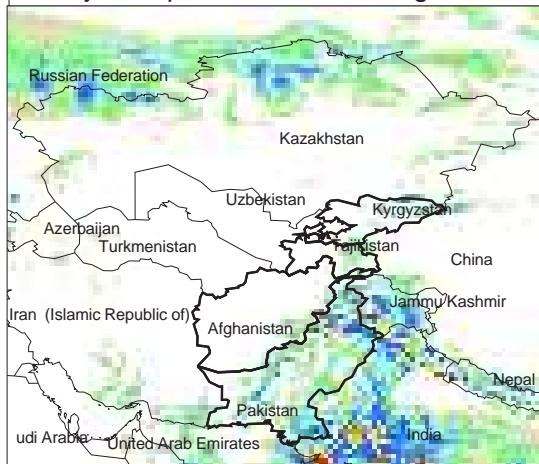 Russian Federation
Kazakhstan
Uzbekistan
Kyrgyzstan
Azerbaijan
Turkmenistan
Tajikistan
China
Iran (Islamic Republic of)
Jammu Kashmir
Afghanistan
Nepal
Pakistan
udi Arabia
United Arab Emirates
India